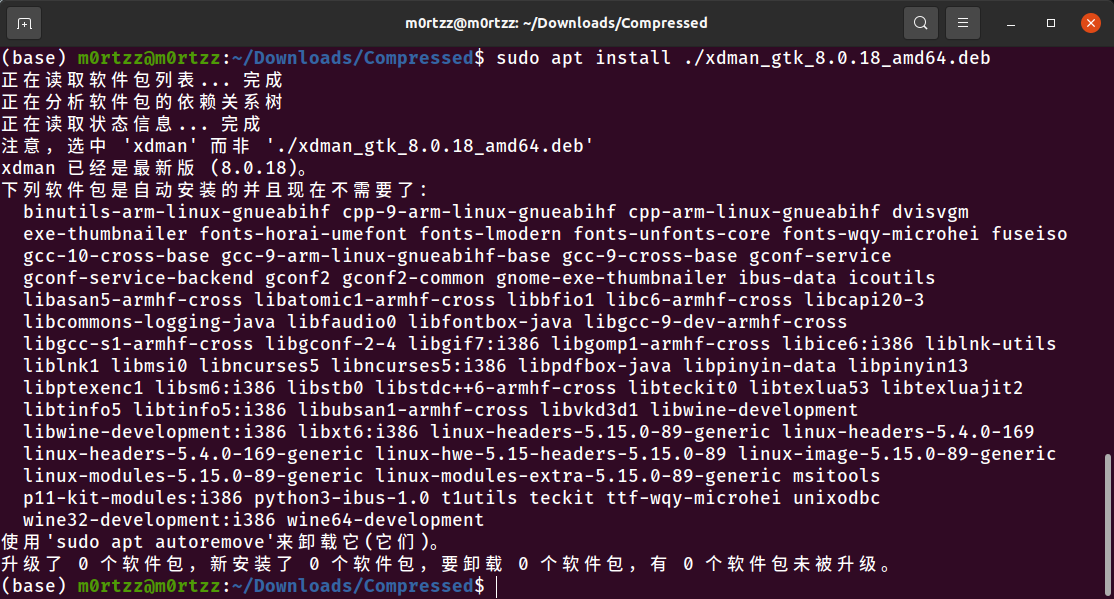 m0rtzz@m0rtzz: ~/Downloads/Compressed
(base) m0rtzz@m0rtzz:~/Downloads/Compressed$ sudo apt install ./xdman_gtk_8.0.18_amd64.deb
正在读取软件包列表... 完成
正在分析软件包的依赖关系树
正在读取状态信息... 完成
注意，选中 'xdman' 而非 './xdman_gtk_8.0.18_amd64.deb'
xdman 已经是最新版 (8.0.18)。
下列软件包是自动安装的并且现在不需要了：
  binutils-arm-linux-gnueabihf cpp-9-arm-linux-gnueabihf cpp-arm-linux-gnueabihf dvisvgm
  exe-thumbnailer fonts-horai-umefont fonts-lmodern fonts-unfonts-core fonts-wqy-microhei fuseiso
  gcc-10-cross-base gcc-9-arm-linux-gnueabihf-base gcc-9-cross-base gconf-service
  gconf-service-backend gconf2 gconf2-common gnome-exe-thumbnailer ibus-data icoutils
  libasan5-armhf-cross libatomic1-armhf-cross libbfio1 libc6-armhf-cross libcapi20-3
  libcommons-logging-java libfaudio0 libfontbox-java libgcc-9-dev-armhf-cross
  libgcc-s1-armhf-cross libgconf-2-4 libgif7:i386 libgomp1-armhf-cross libice6:i386 liblnk-utils
  liblnk1 libmsi0 libncurses5 libncurses5:i386 libpdfbox-java libpinyin-data libpinyin13
  libptexenc1 libsm6:i386 libstb0 libstdc++6-armhf-cross libteckit0 libtexlua53 libtexluajit2
  libtinfo5 libtinfo5:i386 libubsan1-armhf-cross libvkd3d1 libwine-development
  libwine-development:i386 libxt6:i386 linux-headers-5.15.0-89-generic linux-headers-5.4.0-169
  linux-headers-5.4.0-169-generic linux-hwe-5.15-headers-5.15.0-89 linux-image-5.15.0-89-generic
  linux-modules-5.15.0-89-generic linux-modules-extra-5.15.0-89-generic msitools
  p11-kit-modules:i386 python3-ibus-1.0 t1utils teckit ttf-wqy-microhei unixodbc
  wine32-development:i386 wine64-development
使用'sudo apt autoremove'来卸载它(它们)。
升级了 0 个软件包，新安装了 0 个软件包，要卸载 0 个软件包，有 0 个软件包未被升级。
(base) m0rtzz@m0rtzz:~/Downloads/Compressed$